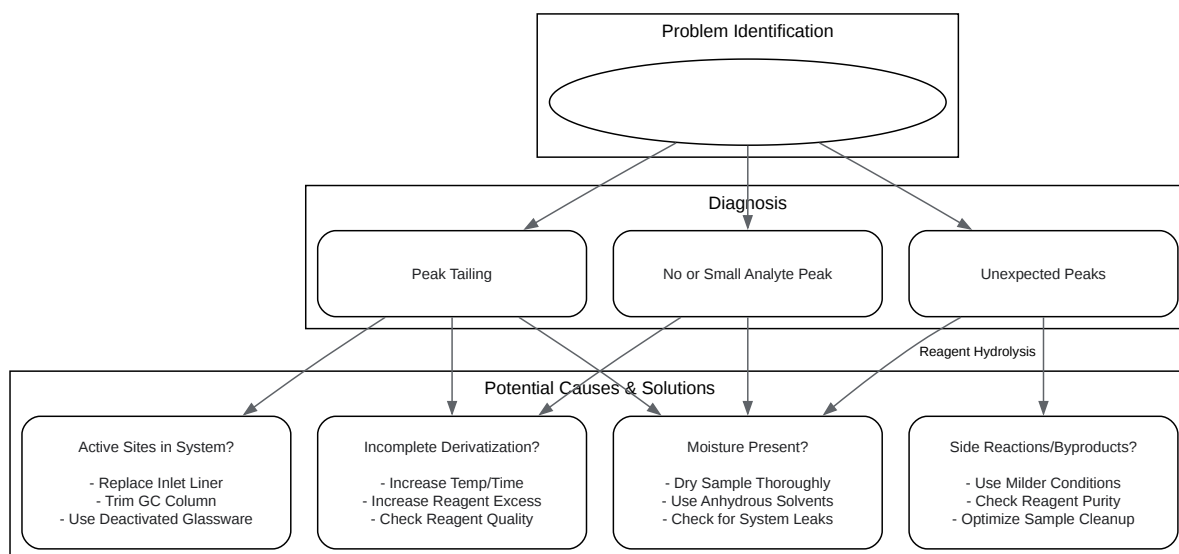 Problem Identification
Diagnosis
Peak Tailing
No or Small Analyte Peak
Unexpected Peaks
Reagent Hydrolysis
Potential Causes & Solutions
Active Sites in System?
- Replace Inlet Liner
- Trim GC Column
- Use Deactivated Glassware
Incomplete Derivatization?
- Increase Temp/Time
- Increase Reagent Excess
- Check Reagent Quality
Moisture Present?
- Dry Sample Thoroughly
- Use Anhydrous Solvents
- Check for System Leaks
Side Reactions/Byproducts?
- Use Milder Conditions
- Check Reagent Purity
- Optimize Sample Cleanup